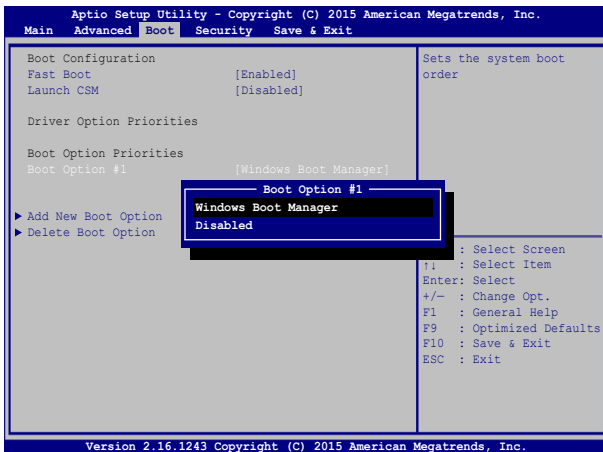 Aptio Setup Utility - Copyright (C) 2015 American Megatrends, Inc.
Main Advanced Boot Security Save & Exit
Boot Configuration
Fast Boot [Enabled]
Launch CSM [Disabled]
Driver Option Priorities
Boot Option Priorities
Boot Option #1 [Windows Boot Manager]
Add New Boot Option
Delete Boot Option
Boot Option #1
Windows Boot Manager
Disabled
Sets the system boot
order
: Select Screen
↑↓ : Select Item
Enter: Select
+/— : Change Opt.
F1 : General Help
F9 : Optimized Defaults
F10 : Save & Exit
ESC : Exit
Version 2.16.1243 Copyright (C) 2015 American Megatrends, Inc.